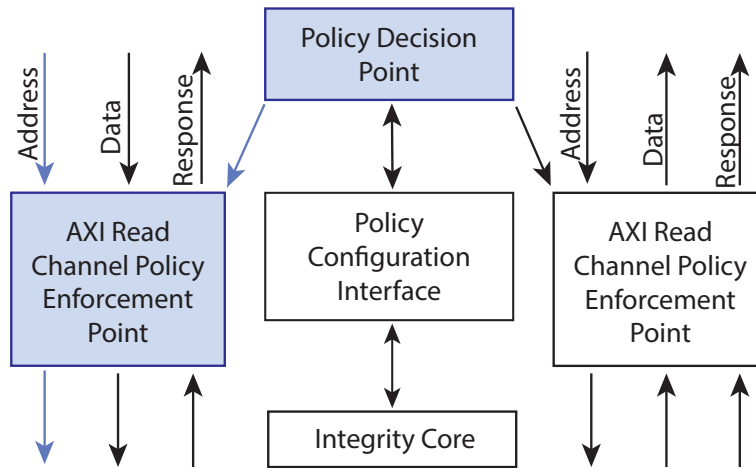 Policy Decision
Point
Address
Data
Response
Address
Data
Response
AXI Read
Channel Policy
Enforcement
Point
Policy
Configuration
Interface
AXI Read
Channel Policy
Enforcement
Point
Integrity Core